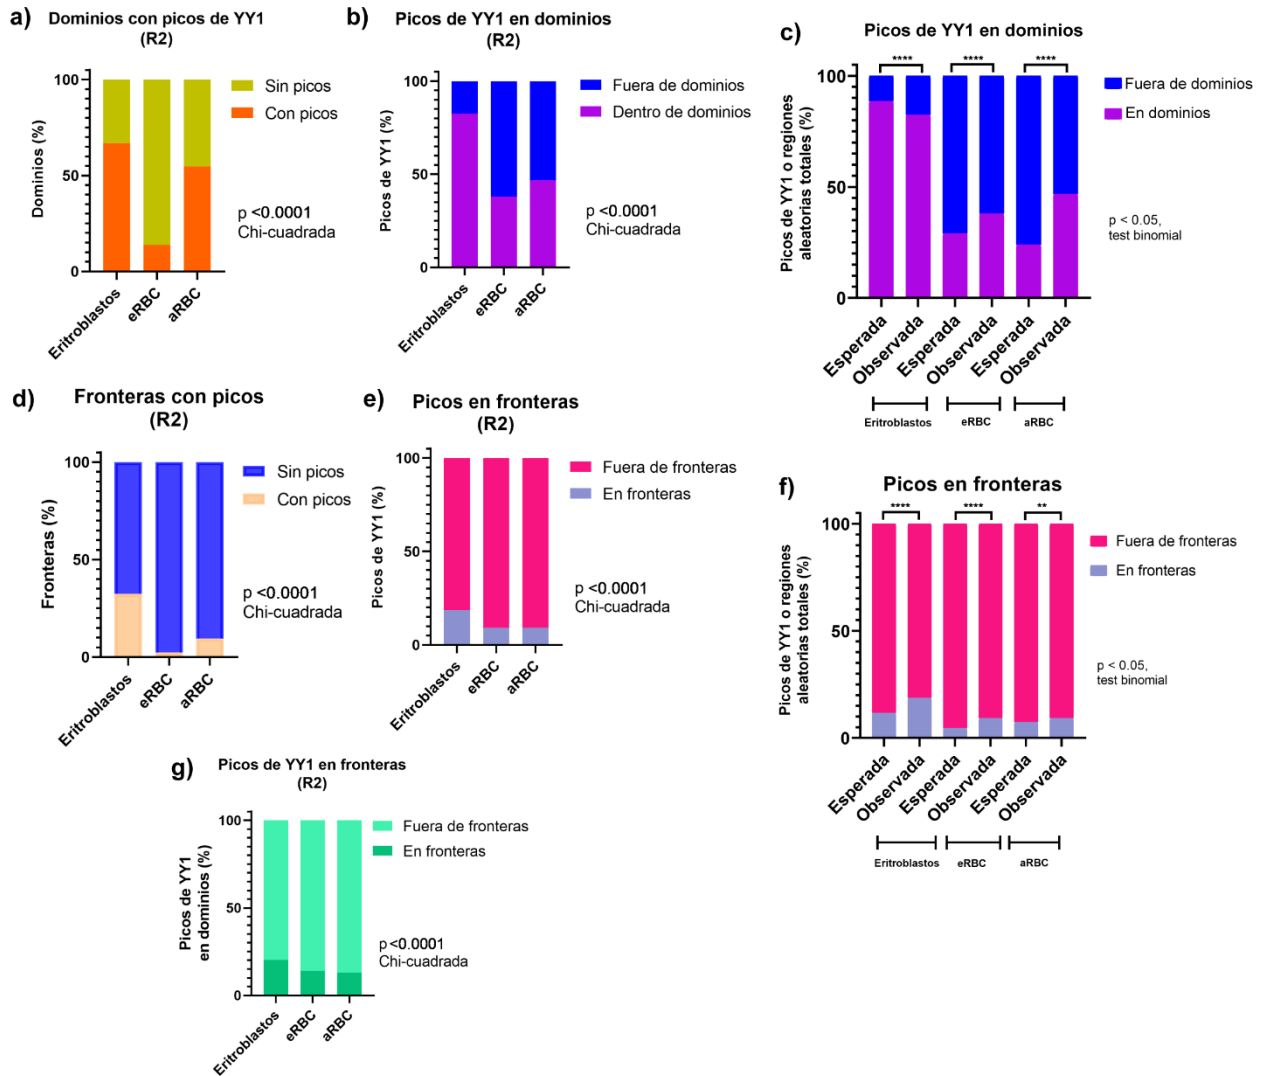 a)
Dominios con picos de YY1
(R2)
100
50
0
Dominios (%)
Sin picos
Con picos
p <0.0001
Chi-cuadrada
Eritroblastos
eRBC
aRBC
b)
Picos de YY1 en dominios
(R2)
100
50
0
Picos de YY1 (%)
Fuera de dominios
Dentro de dominios
p <0.0001
Chi-cuadrada
Eritroblastos
eRBC
aRBC
c)
Picos de YY1 en dominios
**** **** ****
100
50
0
Picos de YY1 o regiones
aleatorias totales (%)
Fuera de dominios
En dominios
p < 0.05,
test binomial
Esperada
Observada
Esperada
Observada
Esperada
Observada
Eritroblastos
eRBC
aRBC
d)
Fronteras con picos
(R2)
100
50
0
Fronteras (%)
Sin picos
Con picos
p <0.0001
Chi-cuadrada
Eritroblastos
eRBC
aRBC
e)
Picos en fronteras
(R2)
100
50
0
Picos de YY1 (%)
Fuera de fronteras
En fronteras
p <0.0001
Chi-cuadrada
Eritroblastos
eRBC
aRBC
f)
Picos en fronteras
**** **** **
100
50
0
Picos de YY1 o regiones
aleatorias totales (%)
Fuera de fronteras
En fronteras
p < 0.05,
test binomial
Esperada
Observada
Esperada
Observada
Esperada
Observada
Eritroblastos
eRBC
aRBC
g)
Picos de YY1 en fronteras
(R2)
100
50
0
Picos de YY1
en dominios (%)
Fuera de fronteras
En fronteras
p <0.0001
Chi-cuadrada
Eritroblastos
eRBC
aRBC